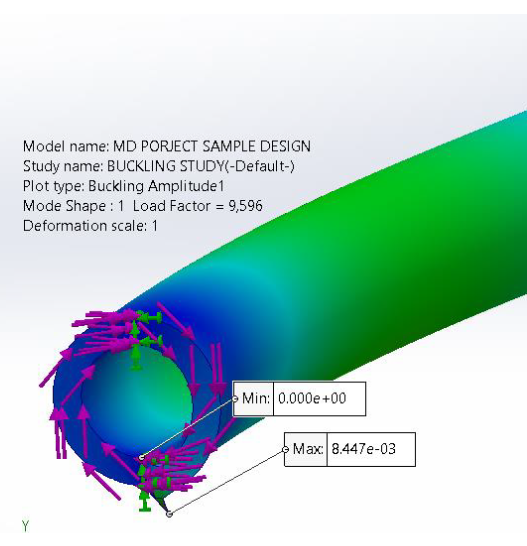 Model name: MD PORJECT SAMPLE DESIGN
Study name: BUCKLING STUDY(-Default-)
Plot type: Buckling Amplitude1
Mode Shape : 1 Load Factor = 9,596
Deformation scale: 1
Min: 0.000e+00
Max: 8.447e-03
Y